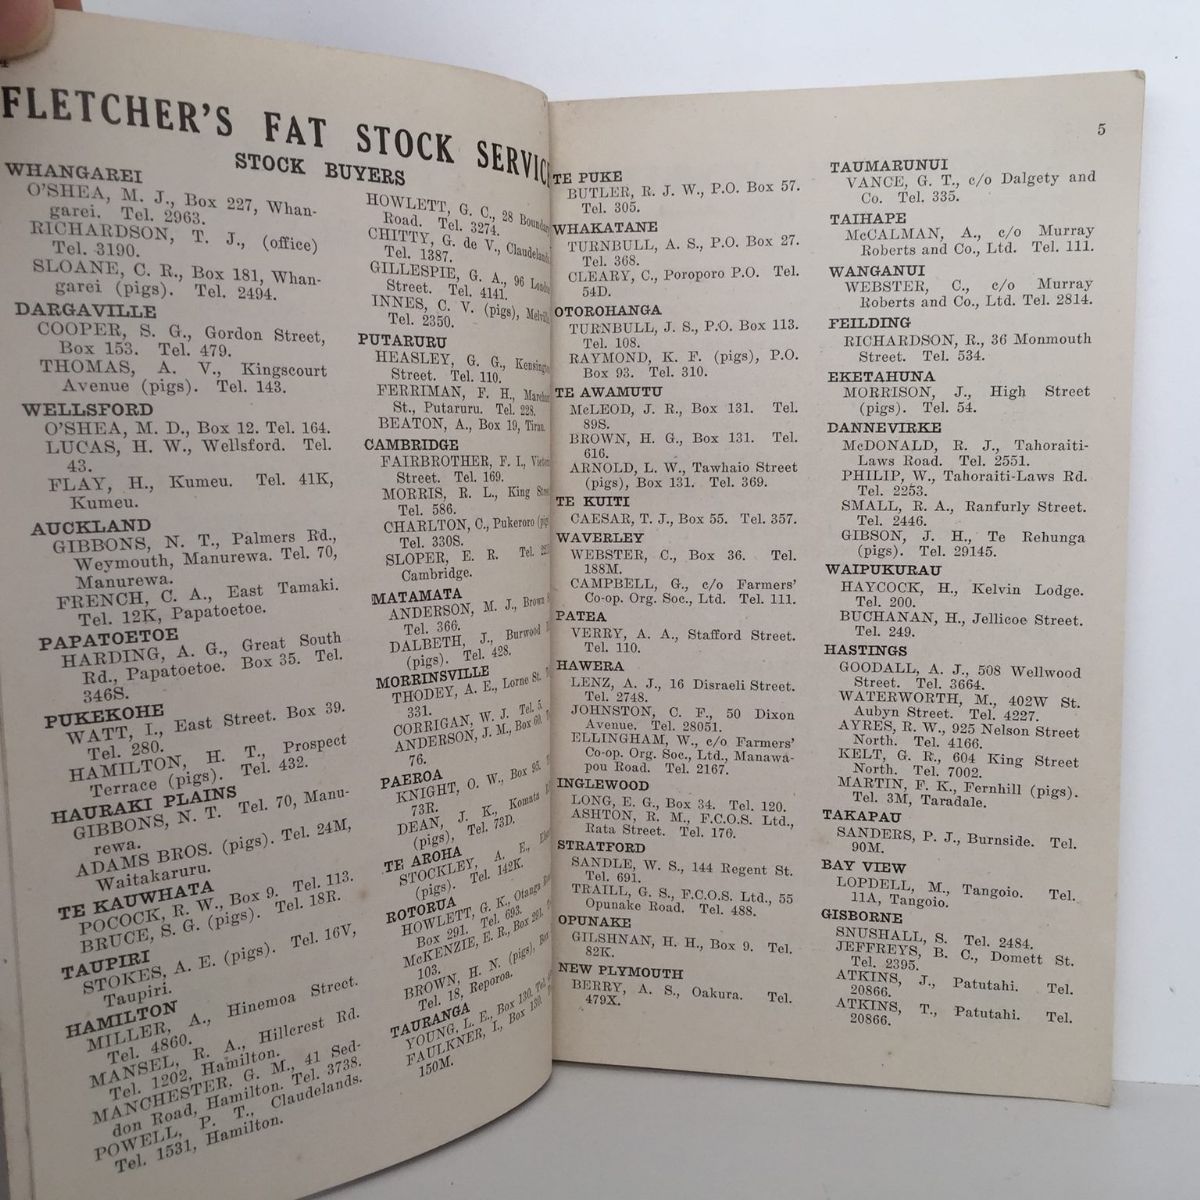 4
FLETCHER'S FAT STOCK SERVICE
STOCK BUYERS
WHANGAREI
O'SHEA, M. J., Box 227, Whan-
garei. Tel. 2963.
RICHARDSON, T. J., (office)
Tel. 3190.
SLOANE, C. R., Box 181, Whan-
garei (pigs). Tel. 2494.
DARGAVILLE
COOPER, S. G., Gordon Street,
Box 153. Tel. 479.
THOMAS, A. V., Kingscourt
Avenue (pigs). Tel. 143.
WELLSFORD
O'SHEA, M. D., Box 12. Tel. 164.
LUCAS, H. W., Wellsford. Tel.
43.
FLAY, H., Kumeu. Tel. 41K,
Kumeu.
AUCKLAND
GIBBONS, N. T., Palmers Rd.,
Weymouth, Manurewa. Tel. 70,
Manurewa.
FRENCH, C. A., East Tamaki.
Tel. 12K, Papatoetoe.
PAPATOETOE
HARDING, A. G., Great South
Rd., Papatoetoe. Box 35. Tel.
346S.
PUKEKOHE
WATT, I., East Street. Box 39.
Tel. 280.
HAMILTON, H. T., Prospect
Terrace (pigs). Tel. 432.
HAURAKI PLAINS
GIBBONS, N. T. Tel. 70, Manu-
rewa.
ADAMS BROS. (pigs). Tel. 24M,
Waitakaruru.
TE KAUWHATA
POCOCK, R. W., Box 9. Tel. 113.
BRUCE, S. G. (pigs). Tel. 18R.
TAUPIRI
STOKES, A. E. (pigs). Tel. 16V,
Taupiri.
HAMILTON
MILLER, A., Hinemoa Street.
Tel. 4860.
MANSEL, R. A., Hillcrest Rd.
Tel. 1202, Hamilton.
MANCHESTER, G. M., 41 Sed-
don Road, Hamilton. Tel. 3738.
POWELL, P. T., Claudelands.
Tel. 1531, Hamilton.
HOWLETT, G. C., 28 Boundary
Road. Tel. 3274.
CHITTY, G. de V., Claudelands
Tel. 1387.
GILLESPIE, G. A., 96 London
Street. Tel. 4141.
INNES, C. V. (pigs), Melville
Tel. 2350.
PUTARURU
HEASLEY, G. G., Kensington
Street. Tel. 110.
FERRIMAN, F. H.,
St., Putaruru. Tel. 228.
BEATON, A., Box 19, Tirau.
CAMBRIDGE
FAIRBROTHER, F. I.,
Street. Tel. 169.
MORRIS, R. L., King Street
Tel. 586.
CHARLTON, C., Pukeroro (pigs
Tel. 330S.
SLOPER, E. R. Tel.
Cambridge.
MATAMATA
ANDERSON, M. J., Brown
Tel. 366.
DALBETH, J., Burwood
(pigs). Tel. 428.
MORRINSVILLE
THODEY, A. E., Lorne St.
331.
CORRIGAN, W. J. Tel. 5.
ANDERSON, J. M., Box 60.
76.
PAEROA
KNIGHT, O. W., Box 95.
73R.
DEAN, J. K., Komata
(pigs), Tel. 73D.
TE AROHA
STOCKLEY, A. E.,
(pigs). Tel. 142K.
ROTORUA
HOWLETT, G. K.,
Box 291. Tel. 693.
McKENZIE, E. R., Box 291.
103.
BROWN, H. N. (pigs),
Tel. 18, Reporoa.
TAURANGA
YOUNG, L. E., Box 130. Tel.
FAULKNER, I., Box 130.
150M.
5
TE PUKE
BUTLER, R. J. W., P.O. Box 57.
Tel. 305.
WHAKATANE
TURNBULL, A. S., P.O. Box 27.
Tel. 368.
CLEARY, C., Poroporo P.O. Tel.
54D.
OTOROHANGA
TURNBULL, J. S., P.O. Box 113.
Tel. 108.
RAYMOND, K. F. (pigs), P.O.
Box 93. Tel. 310.
TE AWAMUTU
McLEOD, J. R., Box 131. Tel.
89S.
BROWN, H. G., Box 131. Tel.
616.
ARNOLD, L. W., Tawhaio Street
(pigs), Box 131. Tel. 369.
TE KUITI
CAESAR, T. J., Box 55. Tel. 357.
WAVERLEY
WEBSTER, C., Box 36. Tel.
188M.
CAMPBELL, G., c/o Farmers'
Co-op. Org. Soc., Ltd. Tel. 111.
PATEA
VERRY, A. A., Stafford Street.
Tel. 110.
HAWERA
LENZ, A. J., 16 Disraeli Street.
Tel. 2748.
JOHNSTON, C. F., 50 Dixon
Avenue. Tel. 28051.
ELLINGHAM, W., c/o Farmers'
Co-op. Org. Soc., Ltd., Manawa-
pou Road. Tel. 2167.
INGLEWOOD
LONG, E. G., Box 34. Tel. 120.
ASHTON, R. M., F.C.O.S. Ltd.,
Rata Street. Tel. 176.
STRATFORD
SANDLE, W. S., 144 Regent St.
Tel. 691.
TRAILL, G. S., F.C.O.S. Ltd., 55
Opunake Road. Tel. 488.
OPUNAKE
GILSHNAN, H. H., Box 9. Tel.
82K.
NEW PLYMOUTH
BERRY, A. S., Oakura. Tel.
479X.
TAUMARUNUI
VANCE, G. T., c/o Dalgety and
Co. Tel. 335.
TAIHAPE
McCALMAN, A., c/o Murray
Roberts and Co., Ltd. Tel. 111.
WANGANUI
WEBSTER, C., c/o Murray
Roberts and Co., Ltd. Tel. 2814.
FEILDING
RICHARDSON, R., 36 Monmouth
Street. Tel. 534.
EKETAHUNA
MORRISON, J., High Street
(pigs). Tel. 54.
DANNEVIRKE
McDONALD, R. J., Tahoraiti-
Laws Road. Tel. 2551.
PHILIP, W., Tahoraiti-Laws Rd.
Tel. 2253.
SMALL, R. A., Ranfurly Street.
Tel. 2446.
GIBSON, J. H., Te Rehunga
(pigs). Tel. 29145.
WAIPUKURAU
HAYCOCK, H., Kelvin Lodge.
Tel. 200.
BUCHANAN, H., Jellicoe Street.
Tel. 249.
HASTINGS
GOODALL, A. J., 508 Wellwood
Street. Tel. 3664.
WATERWORTH, M., 402W St.
Aubyn Street. Tel. 4227.
AYRES, R. W., 925 Nelson Street
North. Tel. 4166.
KELT, G. R., 604 King Street
North. Tel. 7002.
MARTIN, F. K., Fernhill (pigs).
Tel. 3M, Taradale.
TAKAPAU
SANDERS, P. J., Burnside. Tel.
90M.
BAY VIEW
LOPDELL, M., Tangoio. Tel.
11A, Tangoio.
GISBORNE
SNUSHALL, S. Tel. 2484.
JEFFREYS, B. C., Domett St.
Tel. 2395.
ATKINS, J., Patutahi. Tel.
20866.
ATKINS, T., Patutahi. Tel.
20866.